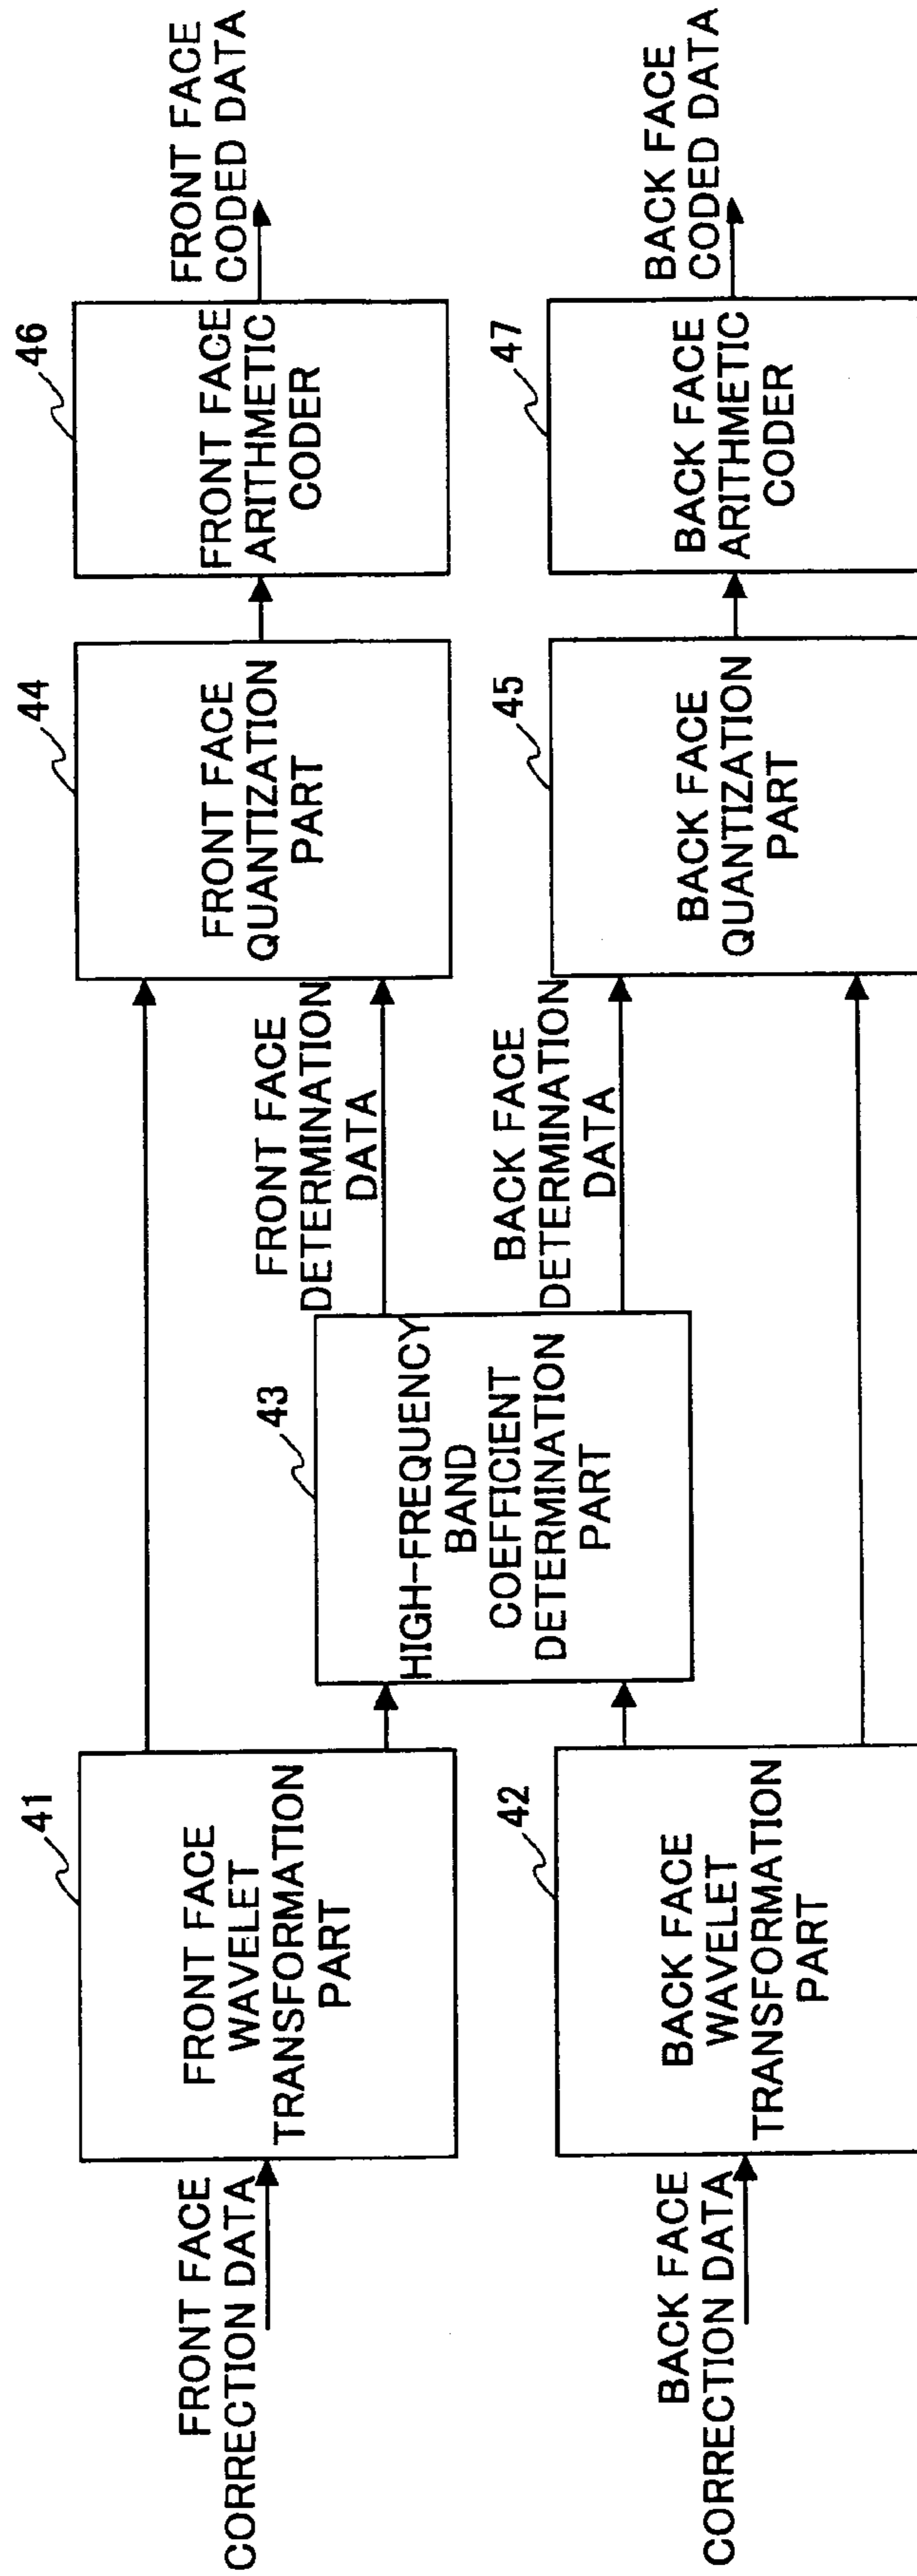 FRONT FACE
CORRECTION DATA
41
FRONT FACE
WAVELET
TRANSFORMATION
PART
43
HIGH-FREQUENCY
BAND
COEFFICIENT
DETERMINATION
PART
FRONT FACE
DETERMINATION
DATA
44
FRONT FACE
QUANTIZATION
PART
46
FRONT FACE
ARITHMETIC
CODER
FRONT FACE
CODED DATA
BACK FACE
CORRECTION DATA
42
BACK FACE
WAVELET
TRANSFORMATION
PART
BACK FACE
DETERMINATION
DATA
45
BACK FACE
QUANTIZATION
PART
47
BACK FACE
ARITHMETIC
CODER
BACK FACE
CODED DATA